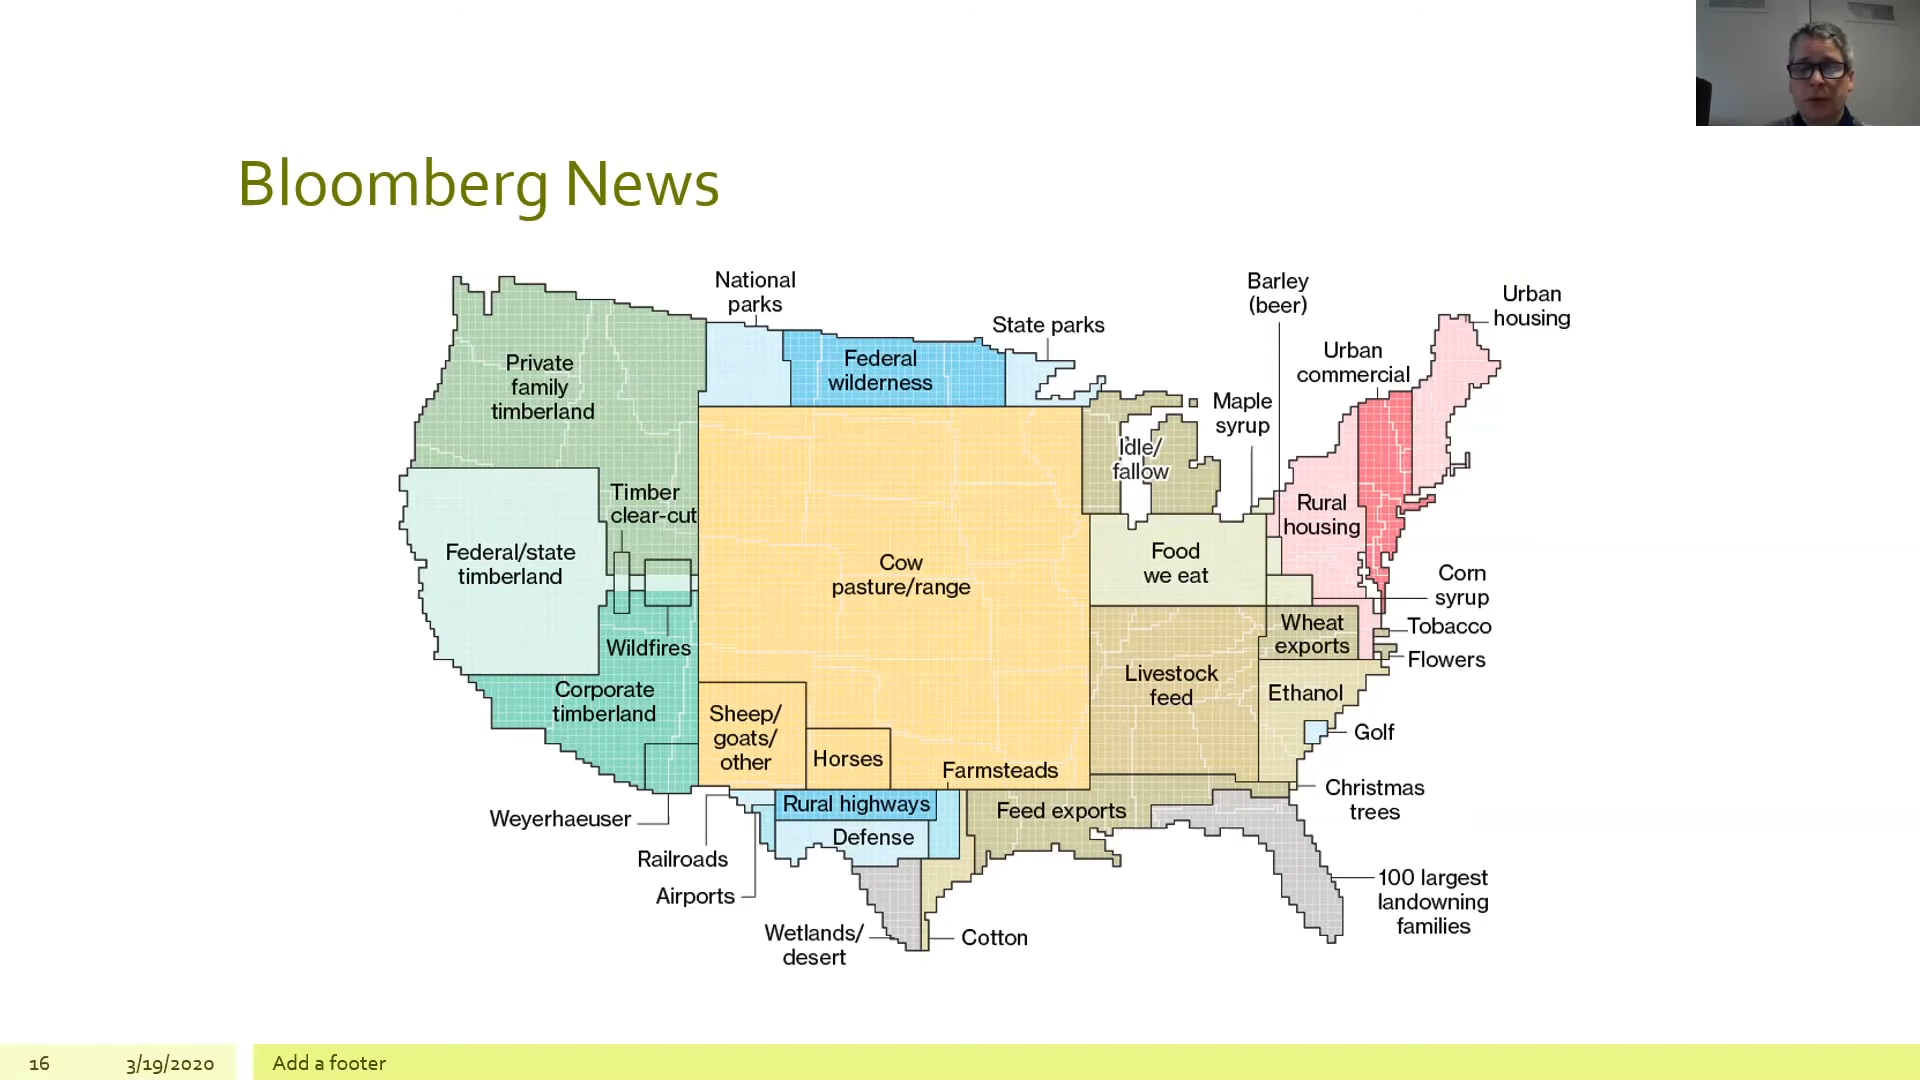 Bloomberg News
National
parks
State parks
Barley
(beer)
Urban
housing
Urban
commercial
Private
family
timberland
Federal
wilderness
Maple
syrup
Idle/
fallow
Timber
clear-cut
Rural
housing
Federal/state
timberland
Cow
pasture/range
Food
we eat
Corn
syrup
Wheat
exports
Tobacco
Flowers
Wildfires
Livestock
feed
Ethanol
Corporate
timberland
Sheep/
goats/
other
Horses
Golf
Farmsteads
Christmas
trees
Rural highways
Feed exports
Weyerhaeuser
Defense
Railroads
Airports
100 largest
landowning
families
Wetlands/
desert
Cotton
16
3/19/2020
Add a footer